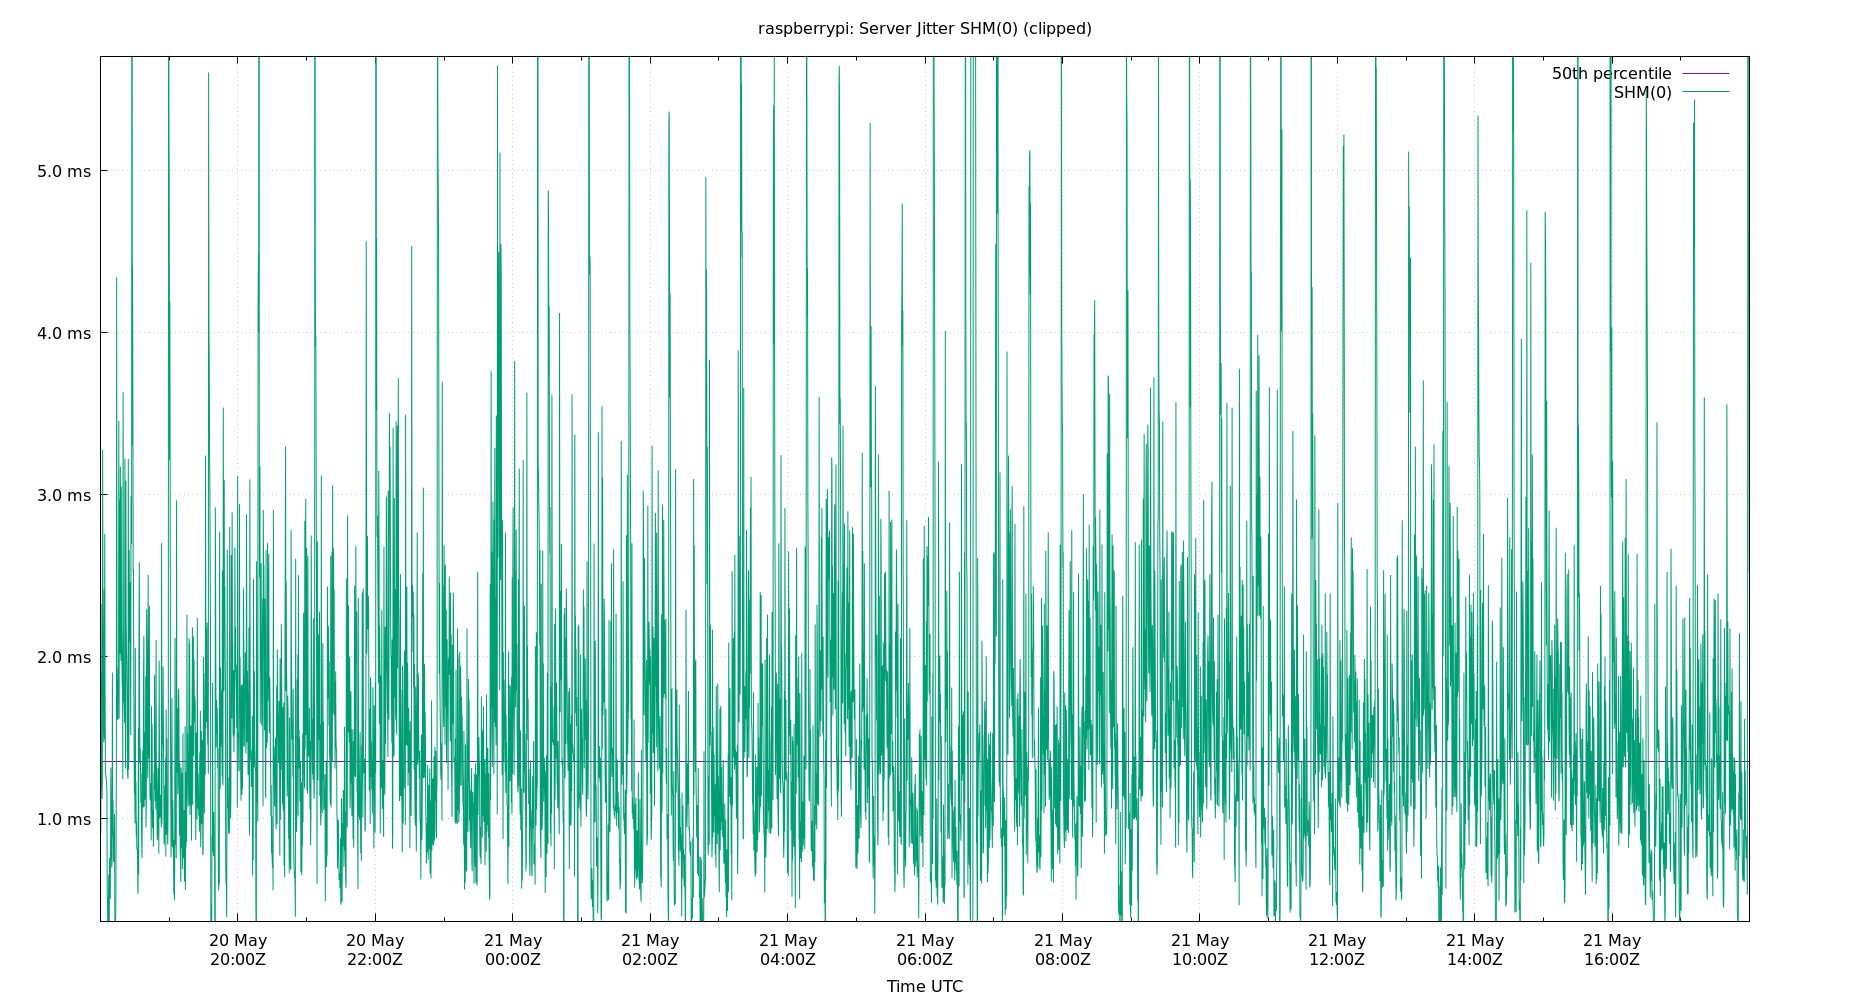 raspberrypi: Server Jitter SHM(0) (clipped)
50th percentile
SHM(0)
5.0 ms
4.0 ms
3.0 ms
2.0 ms
1.0 ms
20 May 20 May 21 May 21 May 21 May 21 May 21 May 21 May 21 May 21 May 21 May
20:00Z 22:00Z 00:00Z 02:00Z 04:00Z 06:00Z 08:00Z 10:00Z 12:00Z 14:00Z 16:00Z
Time UTC